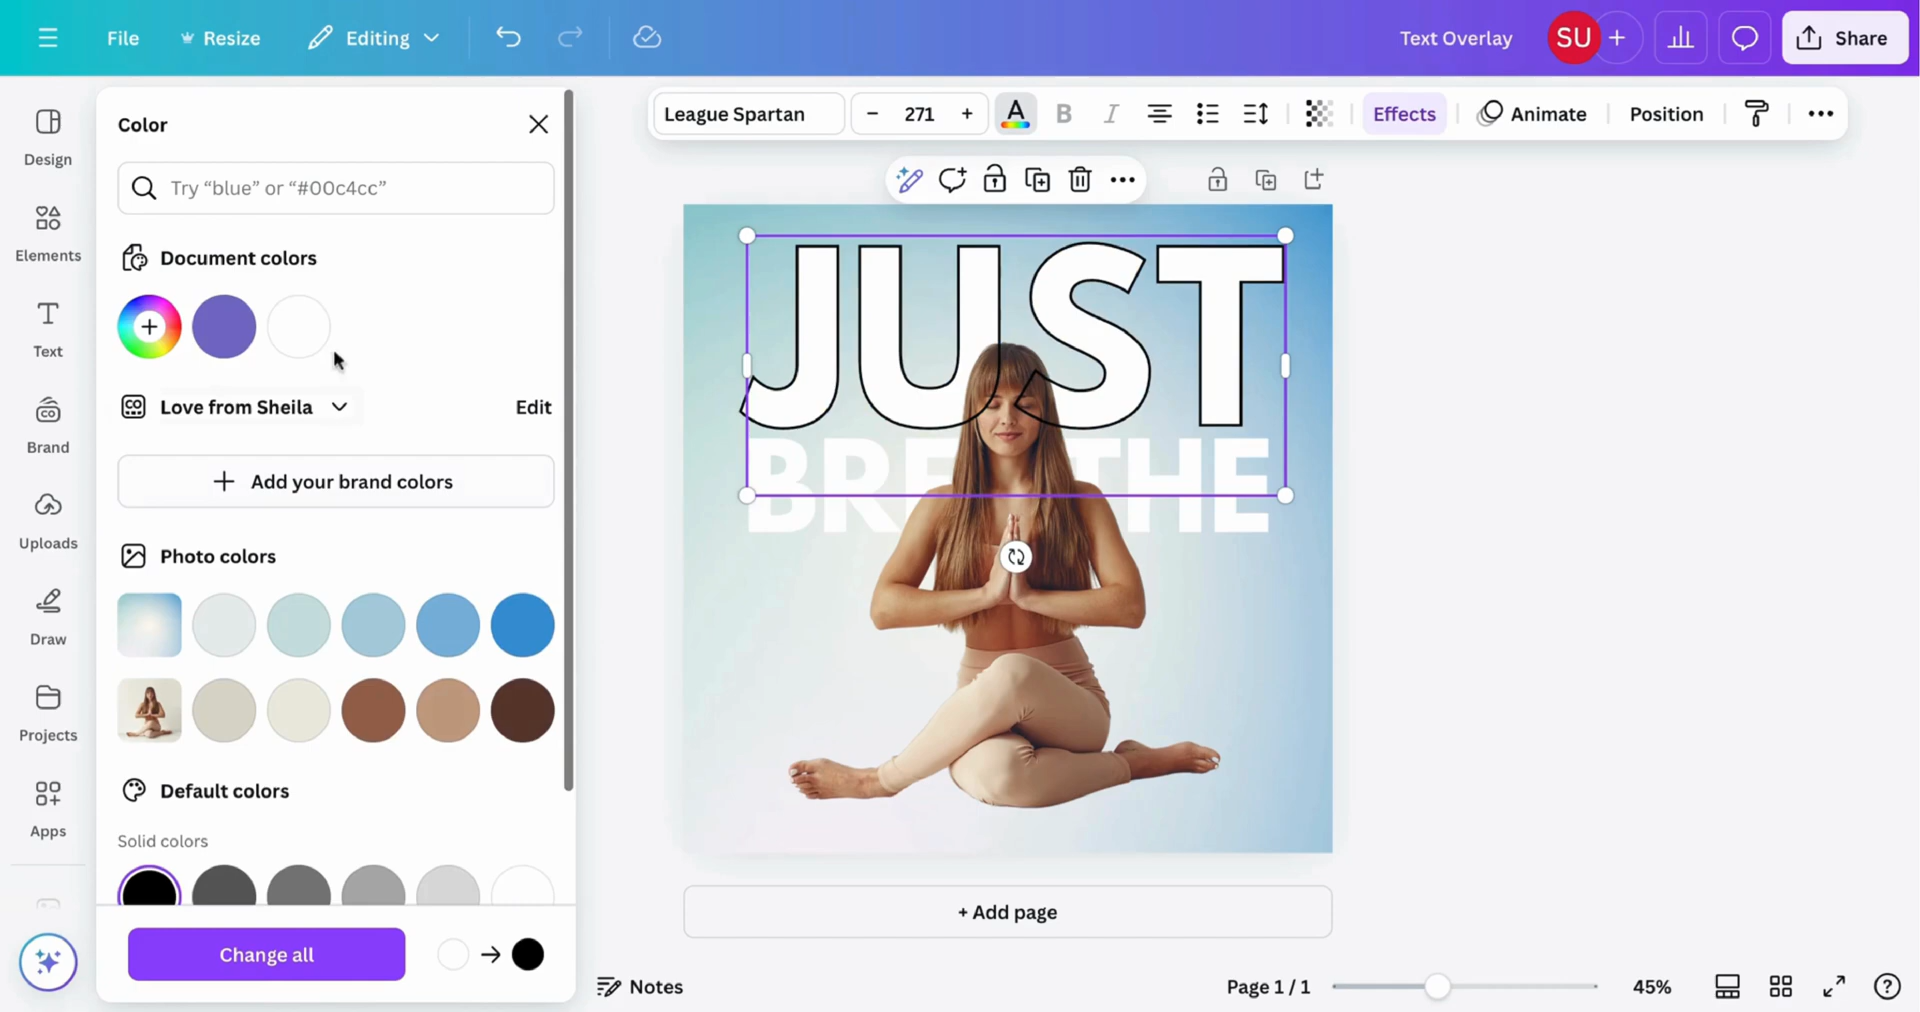 File Resize Editing Text Overlay SU + Share
Design
Elements
Text
Brand
Uploads
Draw
Projects
Apps
Color
Try “blue” or “#00c4cc”
Document colors
Love from Sheila Edit
+ Add your brand colors
Photo colors
Default colors
Solid colors
Change all
League Spartan − 271 + A B I Effects Animate Position
JUST
BRE THE
+ Add page
Notes Page 1 / 1 45%